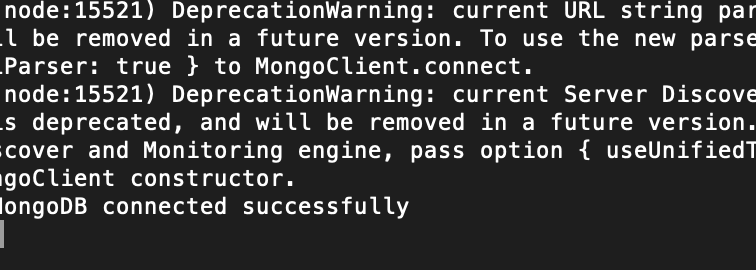 node:15521) DeprecationWarning: current URL string par
ll be removed in a future version. To use the new parse
Parser: true } to MongoClient.connect.
node:15521) DeprecationWarning: current Server Discove
is deprecated, and will be removed in a future version.
scover and Monitoring engine, pass option { useUnifiedT
ngoClient constructor.
MongoDB connected successfully